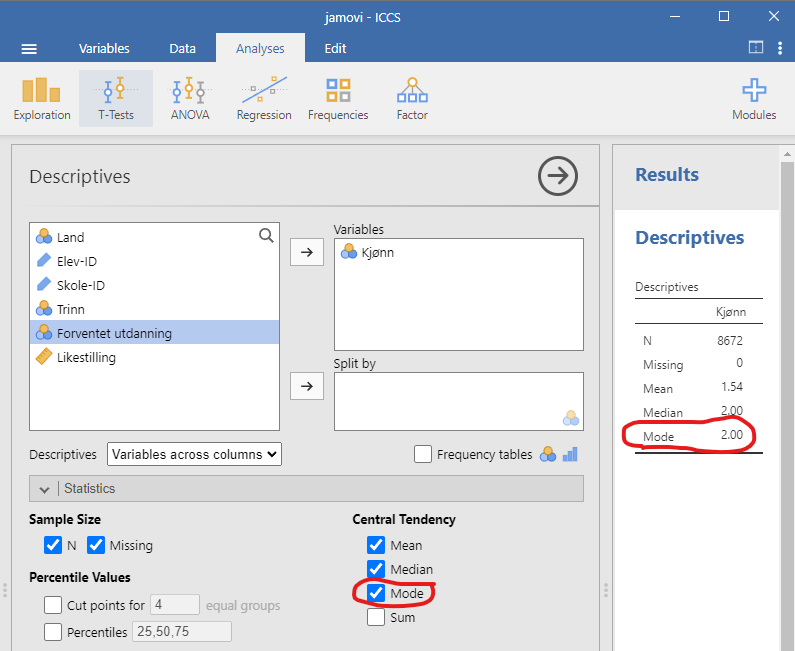 jamovi - ICCS
Variables Data Analyses Edit
Exploration T-Tests ANOVA Regression Frequencies Factor Modules
Descriptives
Land
Elev-ID
Skole-ID
Trinn
Forventet utdanning
Likestilling
Variables
Kjønn
Split by
Descriptives Variables across columns Frequency tables
Statistics
Sample Size
N Missing
Percentile Values
Cut points for 4 equal groups
Percentiles 25,50,75
Central Tendency
Mean
Median
Mode
Sum
Results
Descriptives
Descriptives
Kjønn
N 8672
Missing 0
Mean 1.54
Median 2.00
Mode 2.00